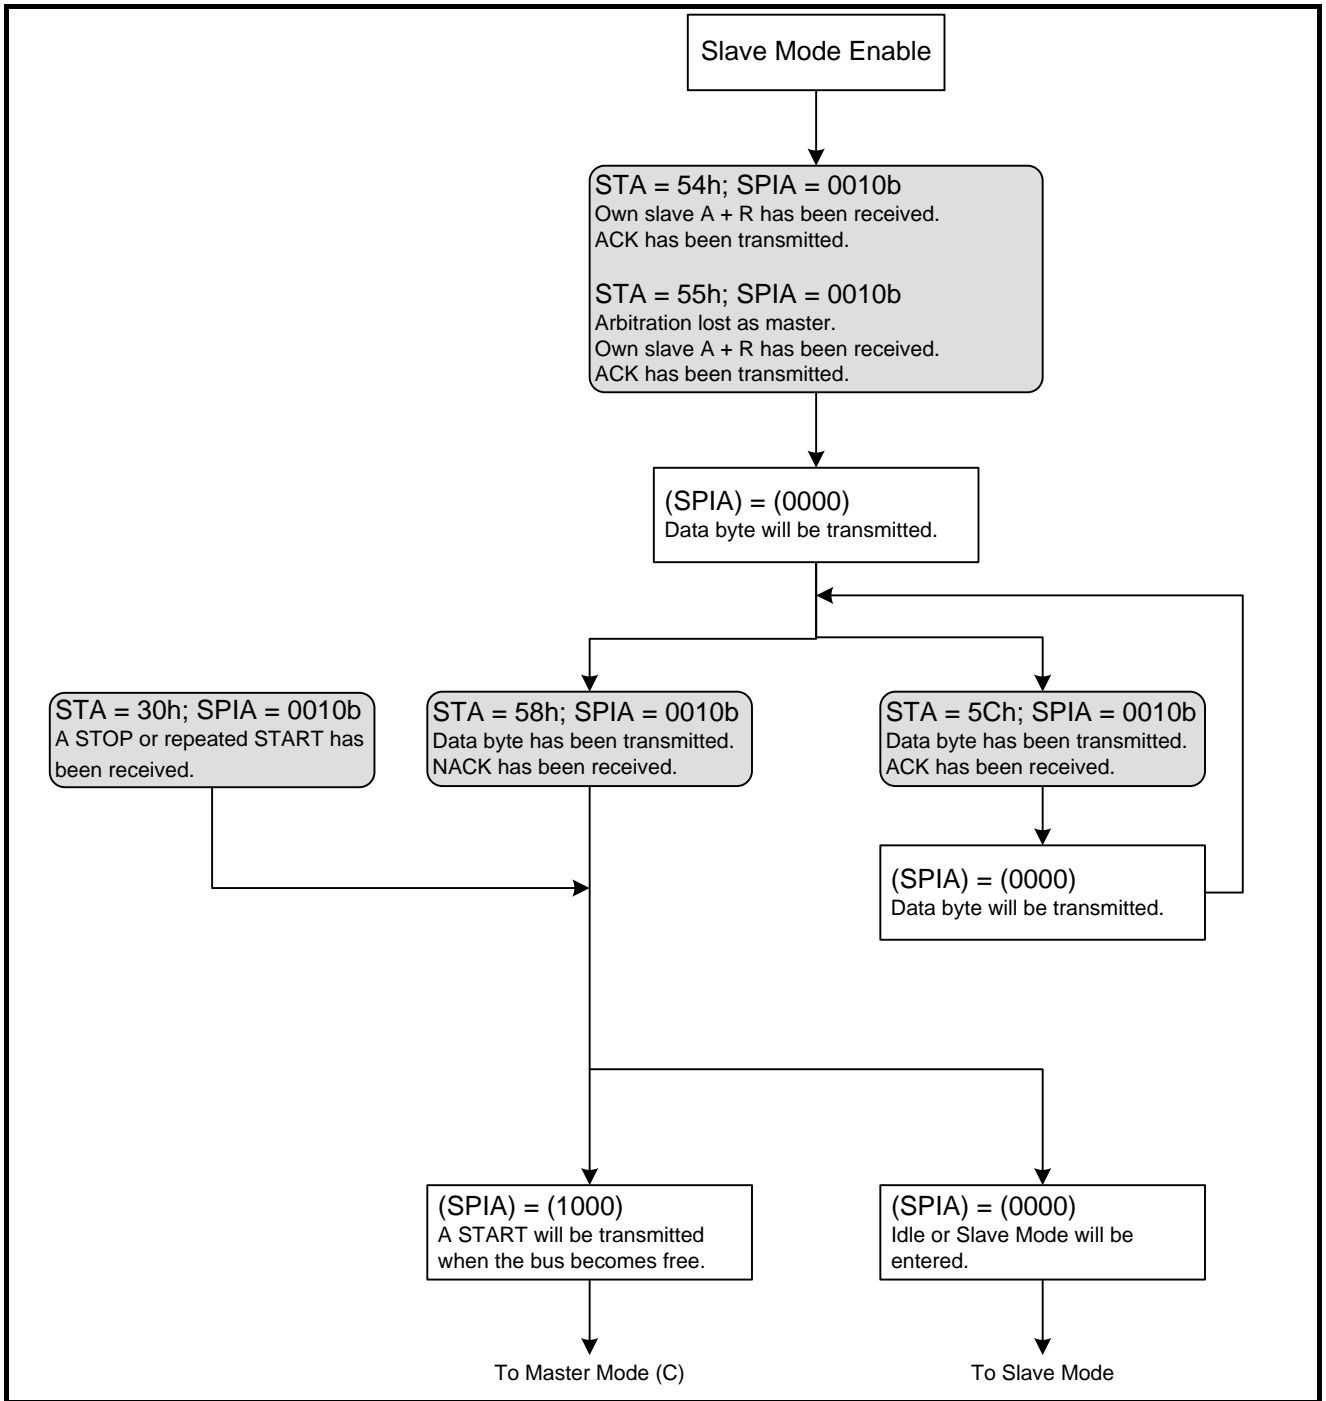 Slave Mode Enable
STA = 54h; SPIA = 0010b
Own slave A + R has been received.
ACK has been transmitted.
STA = 55h; SPIA = 0010b
Arbitration lost as master.
Own slave A + R has been received.
ACK has been transmitted.
(SPIA) = (0000)
Data byte will be transmitted.
STA = 30h; SPIA = 0010b
A STOP or repeated START has
been received.
STA = 58h; SPIA = 0010b
Data byte has been transmitted.
NACK has been received.
STA = 5Ch; SPIA = 0010b
Data byte has been transmitted.
ACK has been received.
(SPIA) = (0000)
Data byte will be transmitted.
(SPIA) = (1000)
A START will be transmitted
when the bus becomes free.
(SPIA) = (0000)
Idle or Slave Mode will be
entered.
To Master Mode (C)
To Slave Mode